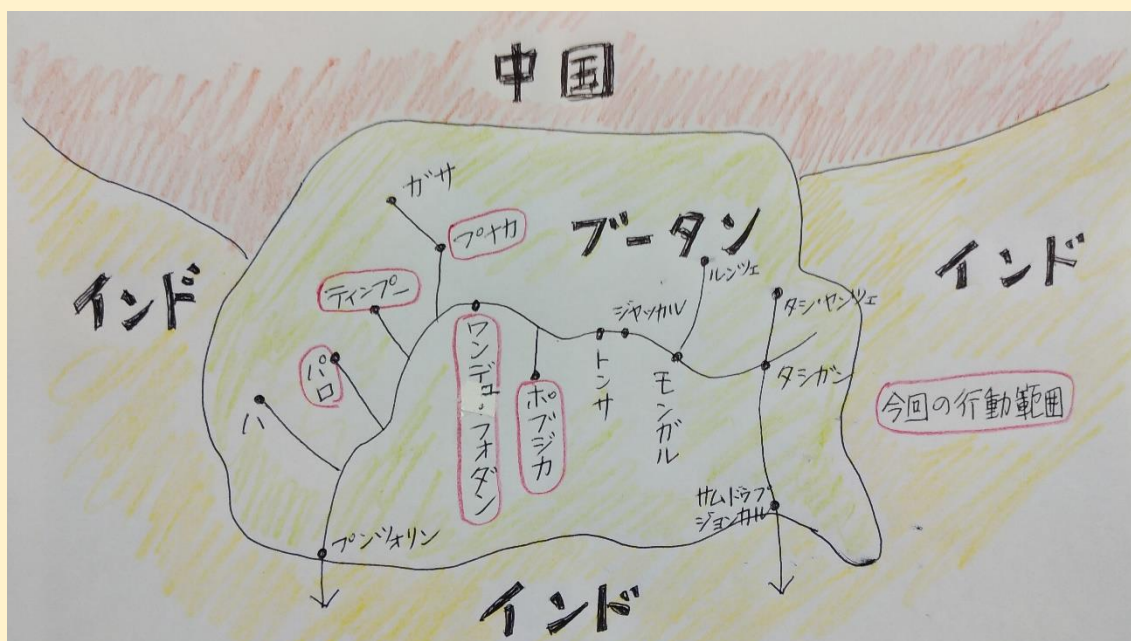 中国
ガサ
プナカ
ブータン
インド
インド
ルンツェ
ティンプー
タシ・ヤンツェ
ジャッカル
パロ
ワンデュ・フォダン
ポブジカ
トンサ
モンガル
タシガン
今回の行動範囲
ハ
サムドゥプ
ジョンカル
プンツォリン
インド